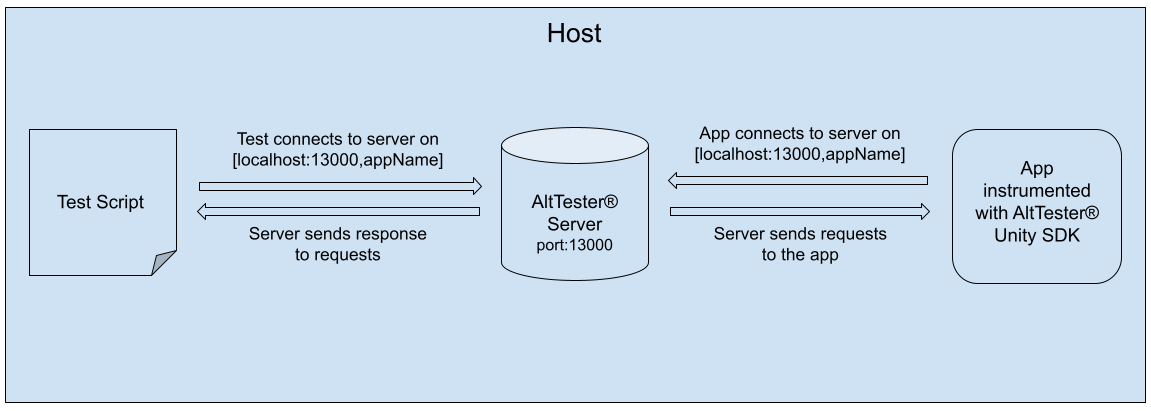 Host
Test Script
Test connects to server on
[localhost:13000,appName]
Server sends response
to requests
AltTester®
Server
port:13000
App connects to server on
[localhost:13000,appName]
Server sends requests
to the app
App
instrumented
with AltTester®
Unity SDK